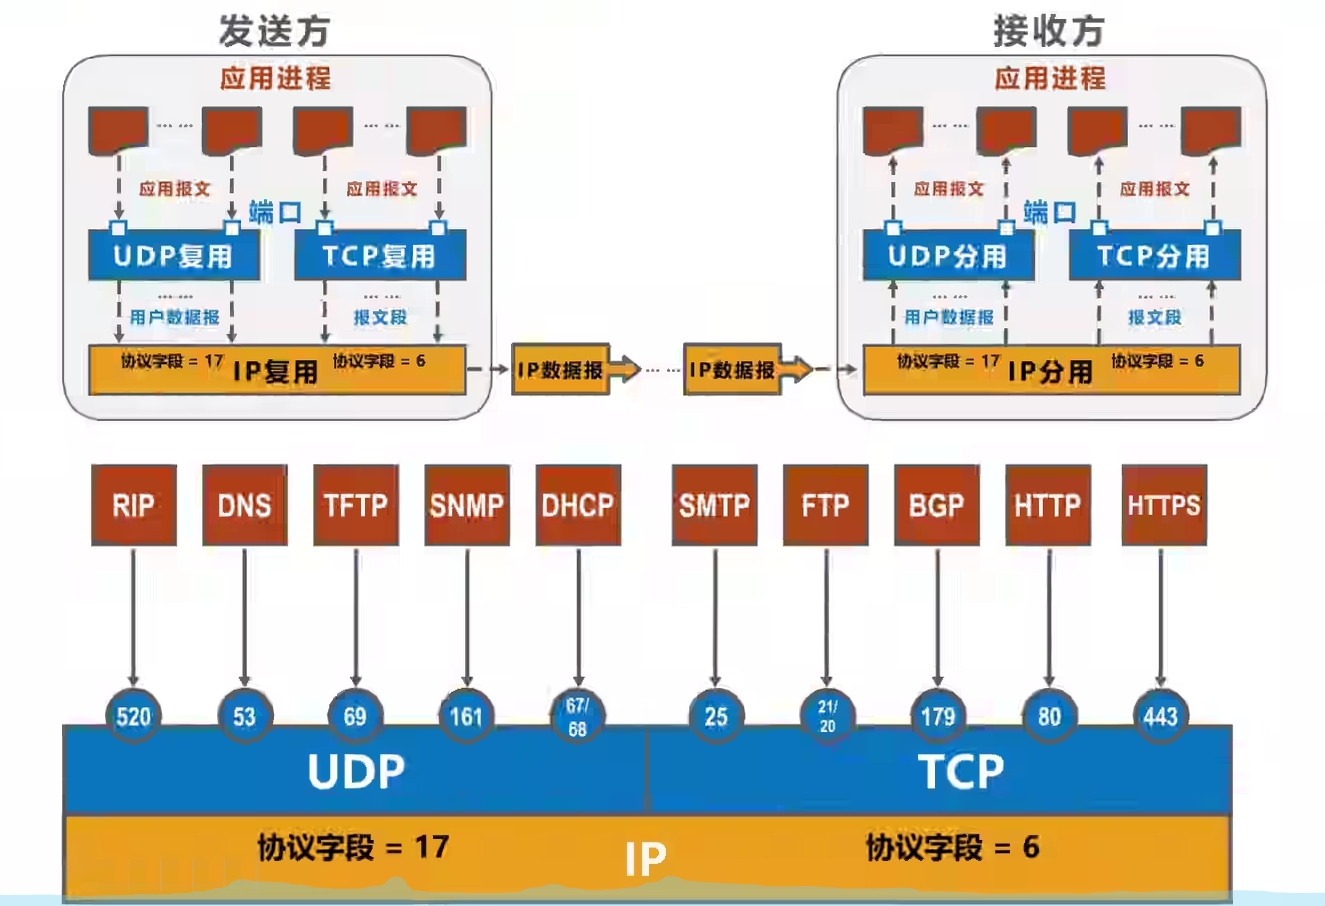 发送方
接收方
应用进程
应用进程
…… ……
…… ……
应用报文 应用报文
应用报文 应用报文
端口
端口
UDP复用 TCP复用
UDP分用 TCP分用
…… ……
…… ……
用户数据报 报文段
用户数据报 报文段
协议字段 = 17 IP复用 协议字段 = 6
IP数据报 …… IP数据报
协议字段 = 17 IP分用 协议字段 = 6
RIP DNS TFTP SNMP DHCP SMTP FTP BGP HTTP HTTPS
520 53 69 161 67/68 25 21/20 179 80 443
UDP TCP
协议字段 = 17 IP 协议字段 = 6